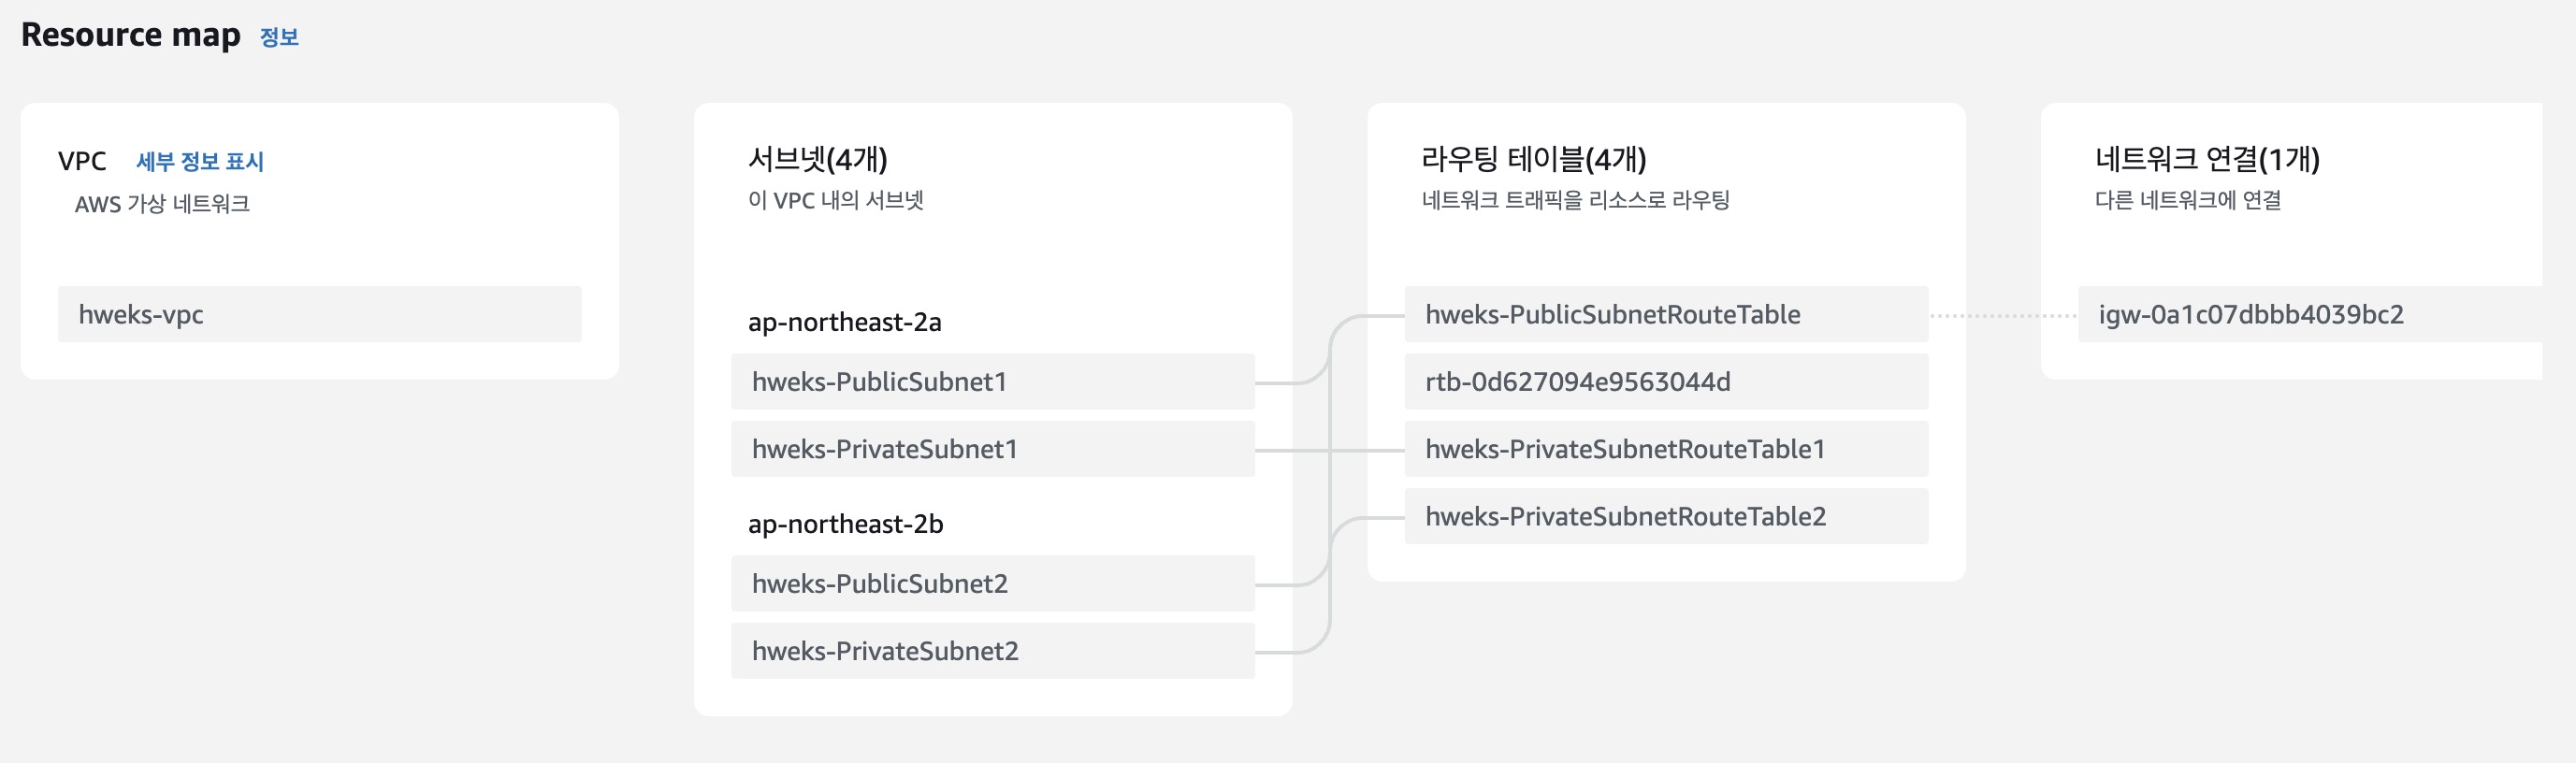 Resource map 정보
VPC 세부 정보 표시
AWS 가상 네트워크
hweks-vpc
서브넷(4개)
이 VPC 내의 서브넷
ap-northeast-2a
hweks-PublicSubnet1
hweks-PrivateSubnet1
ap-northeast-2b
hweks-PublicSubnet2
hweks-PrivateSubnet2
라우팅 테이블(4개)
네트워크 트래픽을 리소스로 라우팅
hweks-PublicSubnetRouteTable
rtb-0d627094e9563044d
hweks-PrivateSubnetRouteTable1
hweks-PrivateSubnetRouteTable2
네트워크 연결(1개)
다른 네트워크에 연결
igw-0a1c07dbbb4039bc2